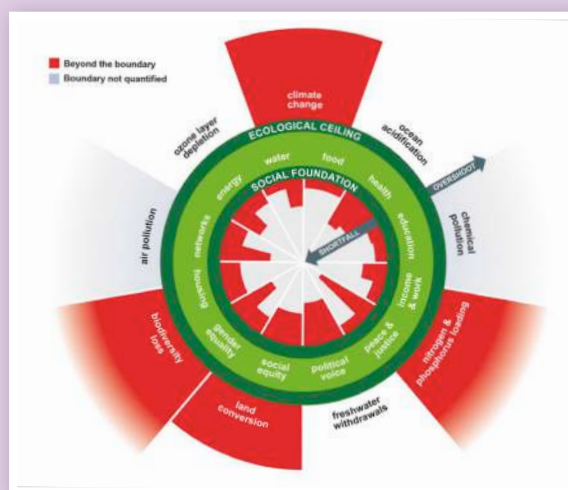 Beyond the boundary
Boundary not quantified
climate
change
ozone layer
depletion
ocean
acidification
ECOLOGICAL CEILING
OVERSHOOT
water
food
energy
health
SOCIAL FOUNDATION
networks
education
SHORTFALL
air pollution
chemical
pollution
housing
income
& work
gender
equality
peace &
justice
social
equity
political
voice
biodiversity
loss
nitrogen &
phosphorus loading
land
conversion
freshwater
withdrawals